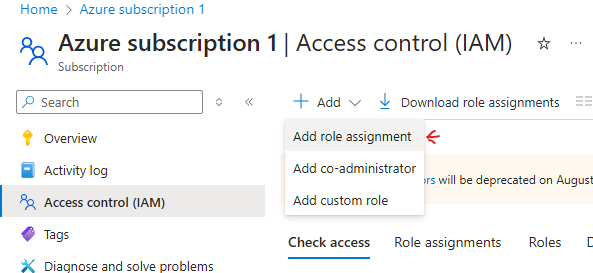 Home > Azure subscription 1 >
Azure subscription 1 | Access control (IAM)
Subscription
Search
Add
Download role assignments
Overview
Activity log
Access control (IAM)
Tags
Diagnose and solve problems
Add role assignment
Add co-administrator
Add custom role
will be deprecated on August
Check access
Role assignments
Roles